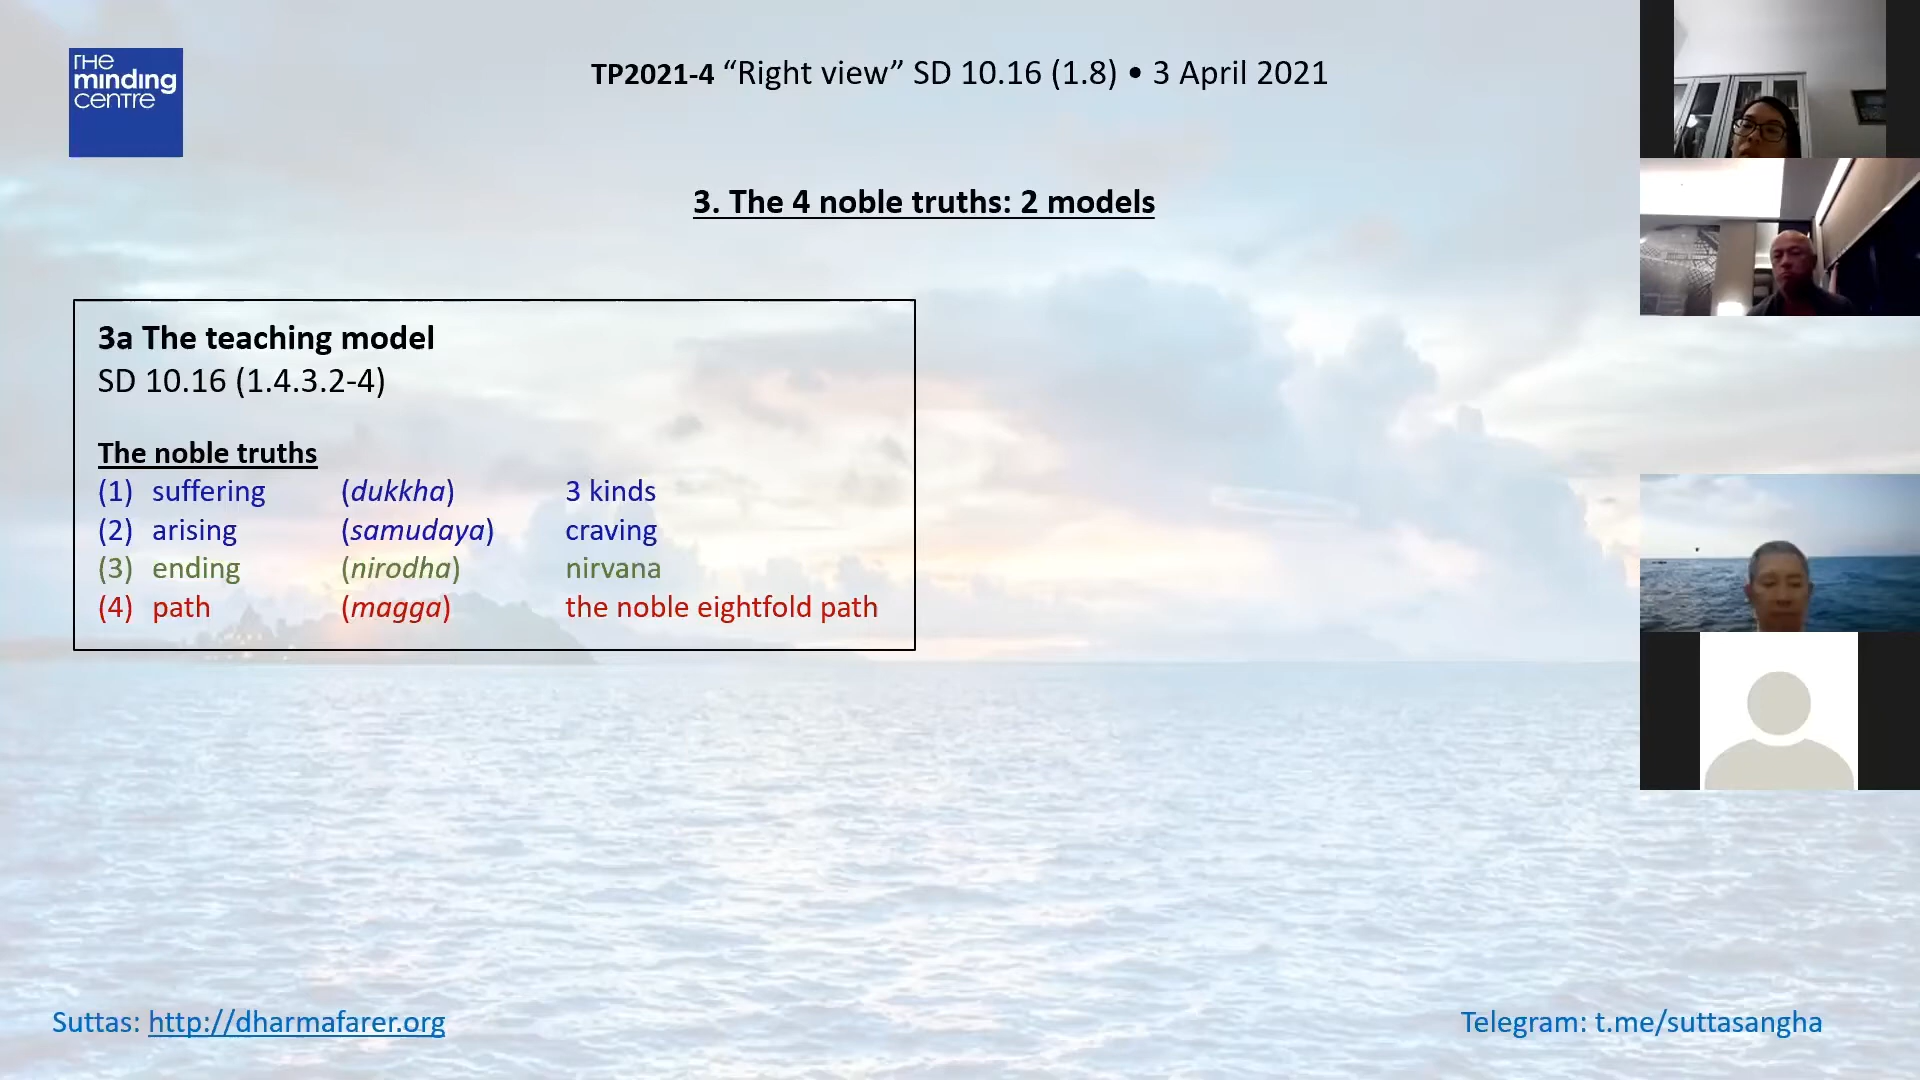 THE
minding
centre
TP2021-4 “Right view” SD 10.16 (1.8) • 3 April 2021
3. The 4 noble truths: 2 models
3a The teaching model
SD 10.16 (1.4.3.2-4)
The noble truths
(1) suffering (dukkha) 3 kinds
(2) arising (samudaya) craving
(3) ending (nirodha) nirvana
(4) path (magga) the noble eightfold path
Suttas: http://dharmafarer.org
Telegram: t.me/suttasangha